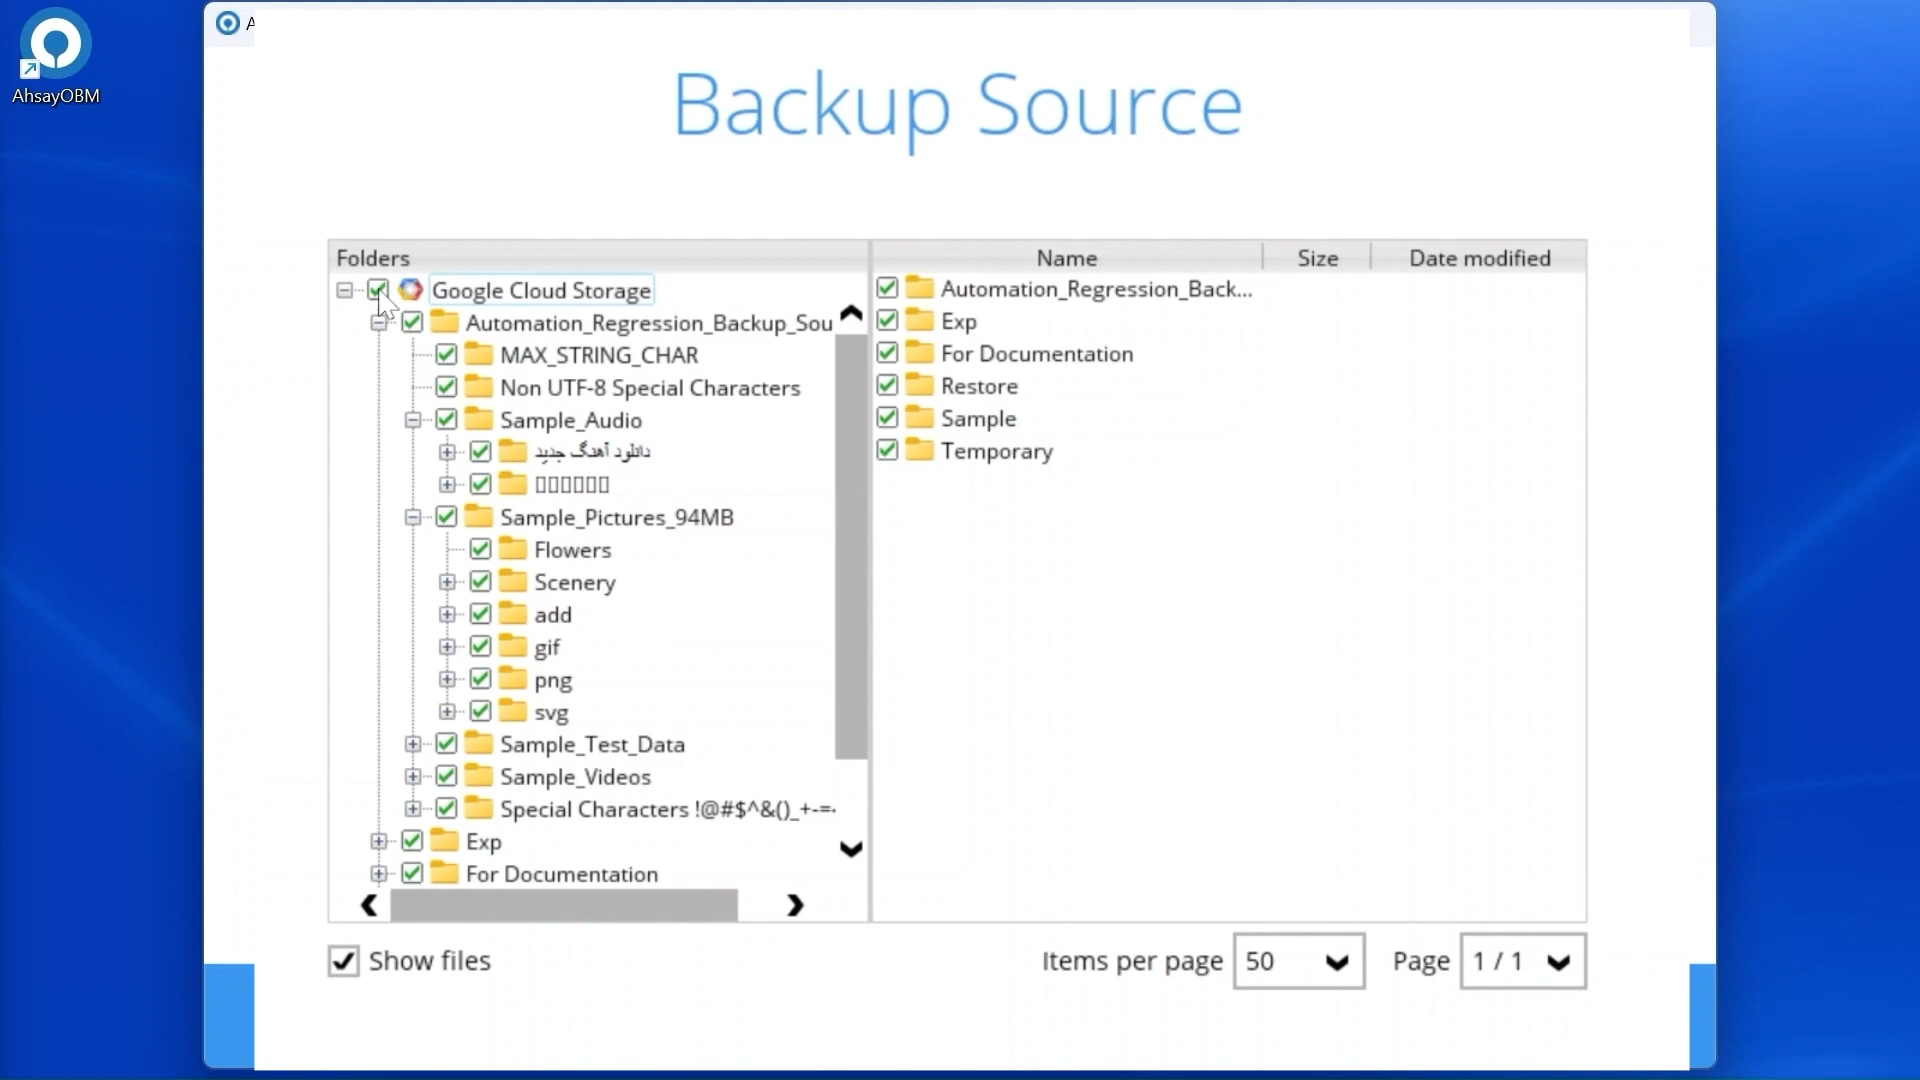 A
AhsayOBM
Backup Source
Folders
Google Cloud Storage
Automation_Regression_Backup_Sou
MAX_STRING_CHAR
Non UTF-8 Special Characters
Sample_Audio
دانلود آهنگ جدید
Sample_Pictures_94MB
Flowers
Scenery
add
gif
png
svg
Sample_Test_Data
Sample_Videos
Special Characters !@#$^&()_+-=
Exp
For Documentation
Name Size Date modified
Automation_Regression_Back...
Exp
For Documentation
Restore
Sample
Temporary
Show files
Items per page 50 Page 1 / 1